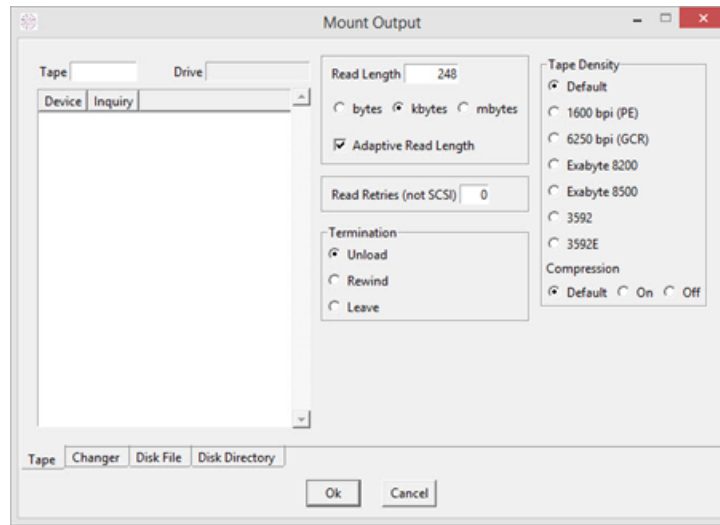 Mount Output
Tape
Drive
Device Inquiry
Read Length 248
bytes kbytes mbytes
Adaptive Read Length
Read Retries (not SCSI) 0
Termination
Unload
Rewind
Leave
Tape Density
Default
1600 bpi (PE)
6250 bpi (GCR)
Exabyte 8200
Exabyte 8500
3592
3592E
Compression
Default On Off
Tape Changer Disk File Disk Directory
Ok Cancel